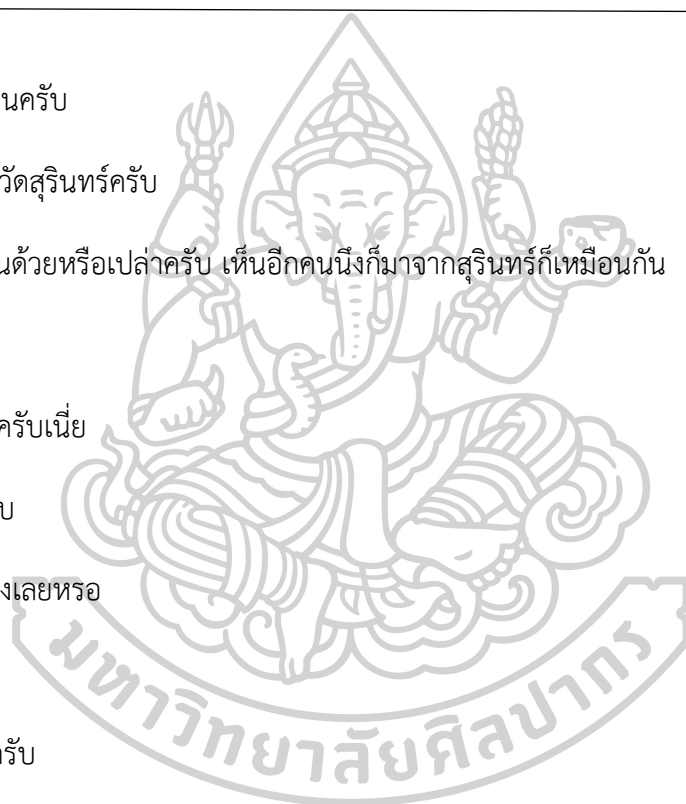 นครับ
วัดสุรินทร์ครับ
นด้วยหรือเปล่าครับ เห็นอีกคนนึงก็มาจากสุรินทร์ก็เหมือนกัน
ครับเนี่ย
บ
งเลยหรอ
มหาวิทยาลัยศิลปากร
ารับ